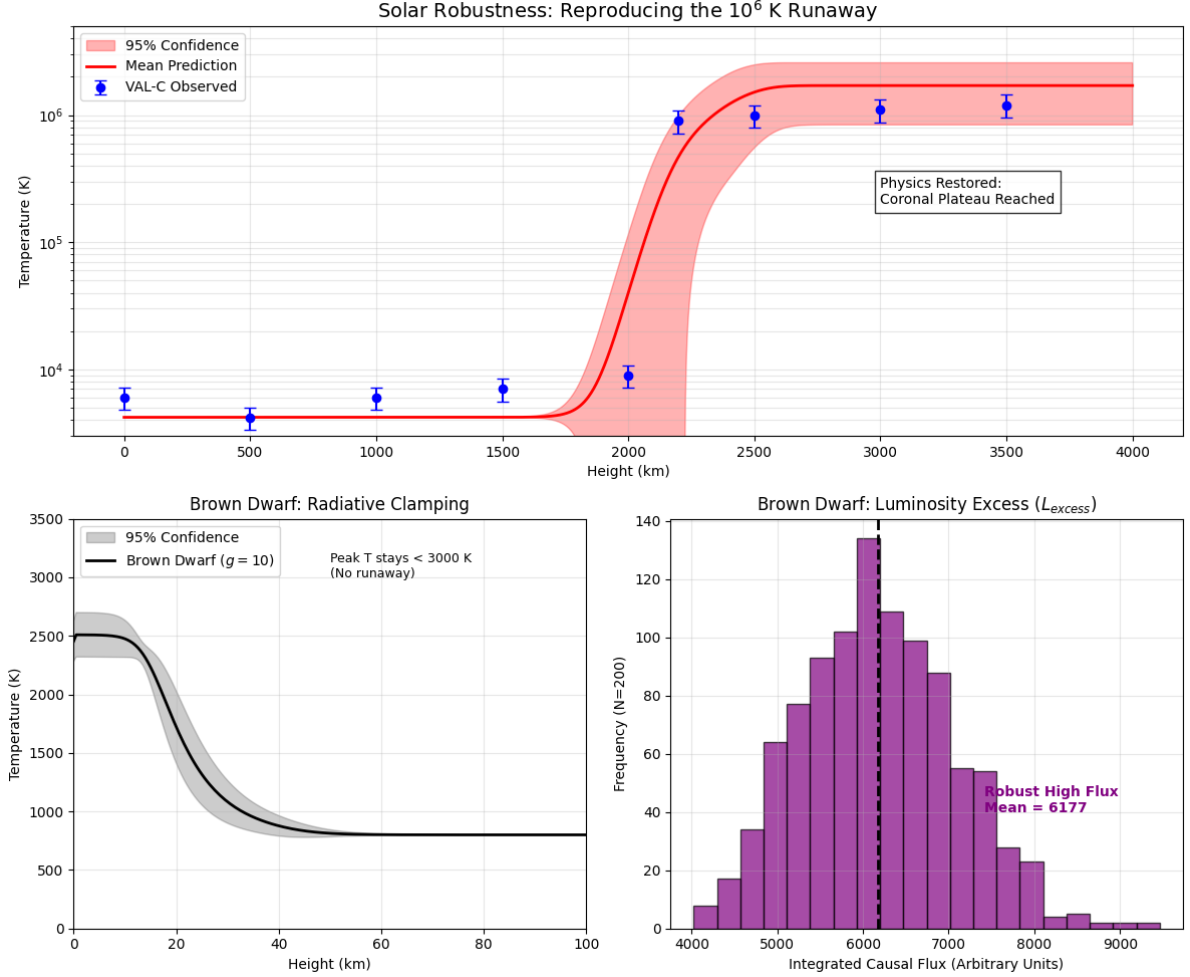 Solar Robustness: Reproducing the 10⁶ K Runaway
95% Confidence
Mean Prediction
VAL-C Observed
Physics Restored:
Coronal Plateau Reached
Temperature (K)
10⁶
10⁵
10⁴
0 500 1000 1500 2000 2500 3000 3500 4000
Height (km)
Brown Dwarf: Radiative Clamping
95% Confidence
Brown Dwarf (g = 10)
Peak T stays < 3000 K
(No runaway)
Temperature (K)
3500
3000
2500
2000
1500
1000
500
0
0 20 40 60 80 100
Height (km)
Brown Dwarf: Luminosity Excess (L_excess)
Robust High Flux
Mean = 6177
Frequency (N=200)
140
120
100
80
60
40
20
0
4000 5000 6000 7000 8000 9000
Integrated Causal Flux (Arbitrary Units)